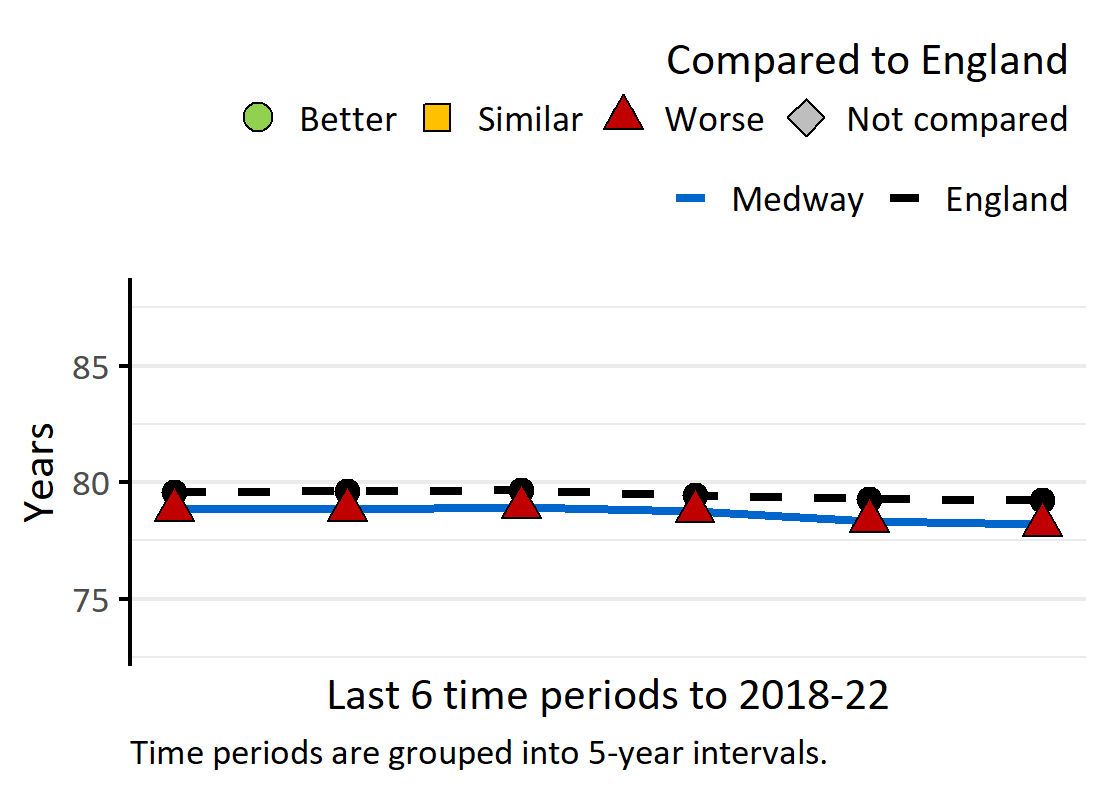 Compared to England
Better Similar Worse Not compared
Medway England
Years
85
80
75
Last 6 time periods to 2018-22
Time periods are grouped into 5-year intervals.